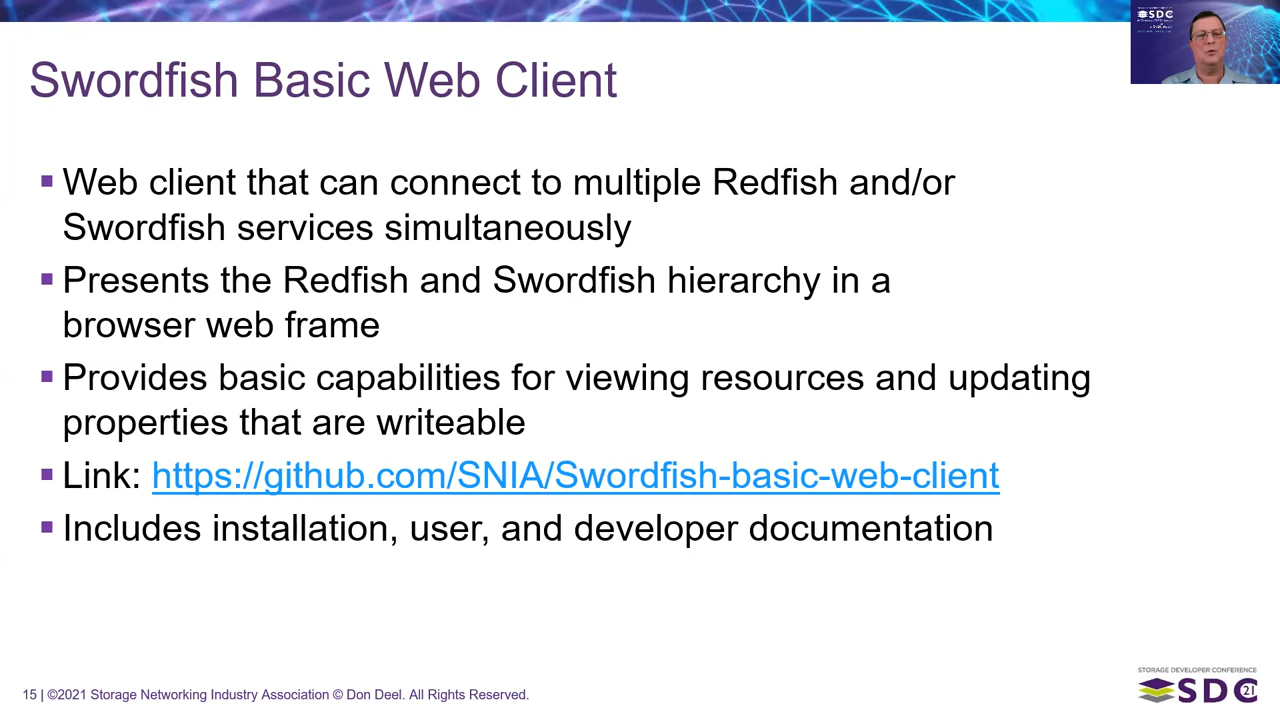 SDC
Swordfish Basic Web Client
Web client that can connect to multiple Redfish and/or
Swordfish services simultaneously
Presents the Redfish and Swordfish hierarchy in a
browser web frame
Provides basic capabilities for viewing resources and updating
properties that are writeable
Link: https://github.com/SNIA/Swordfish-basic-web-client
Includes installation, user, and developer documentation
15 | ©2021 Storage Networking Industry Association © Don Deel. All Rights Reserved.
STORAGE DEVELOPER CONFERENCE
SDC 21